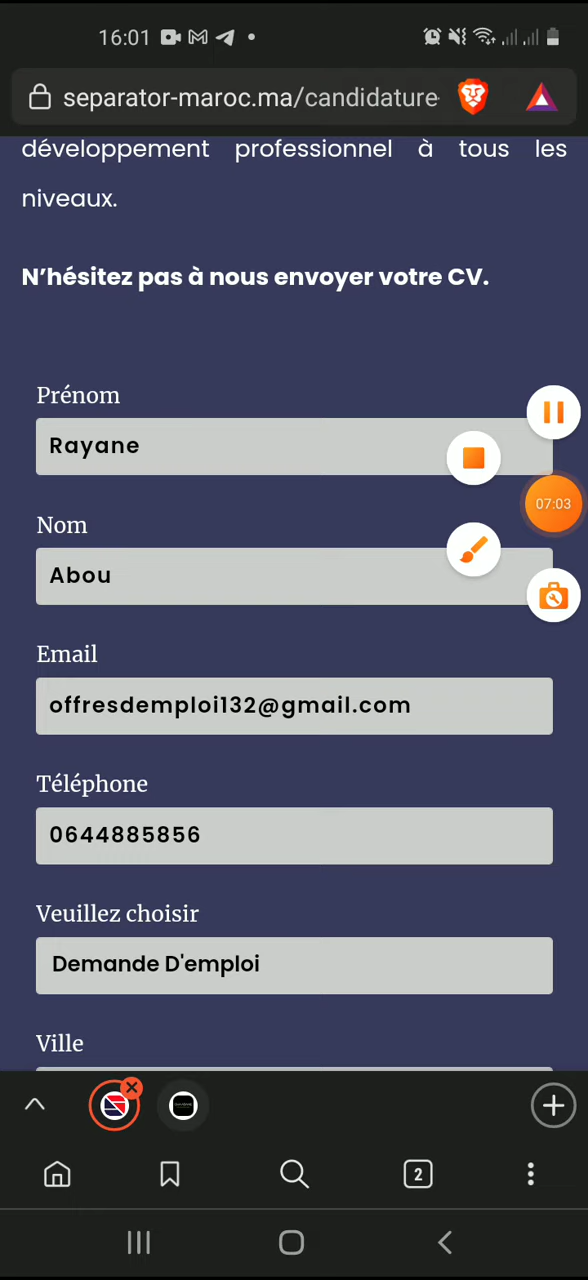 16:01
separator-maroc.ma/candidature
développement professionnel à tous les
niveaux.
N’hésitez pas à nous envoyer votre CV.
Prénom
Rayane
Nom
Abou
07:03
Email
offresdemploi132@gmail.com
Téléphone
0644885856
Veuillez choisir
Demande D'emploi
Ville
2